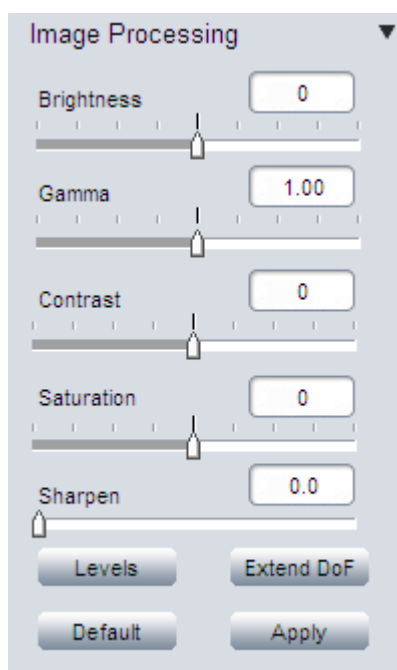 Image Processing
Brightness 0
Gamma 1.00
Contrast 0
Saturation 0
Sharpen 0.0
Levels Extend DoF
Default Apply